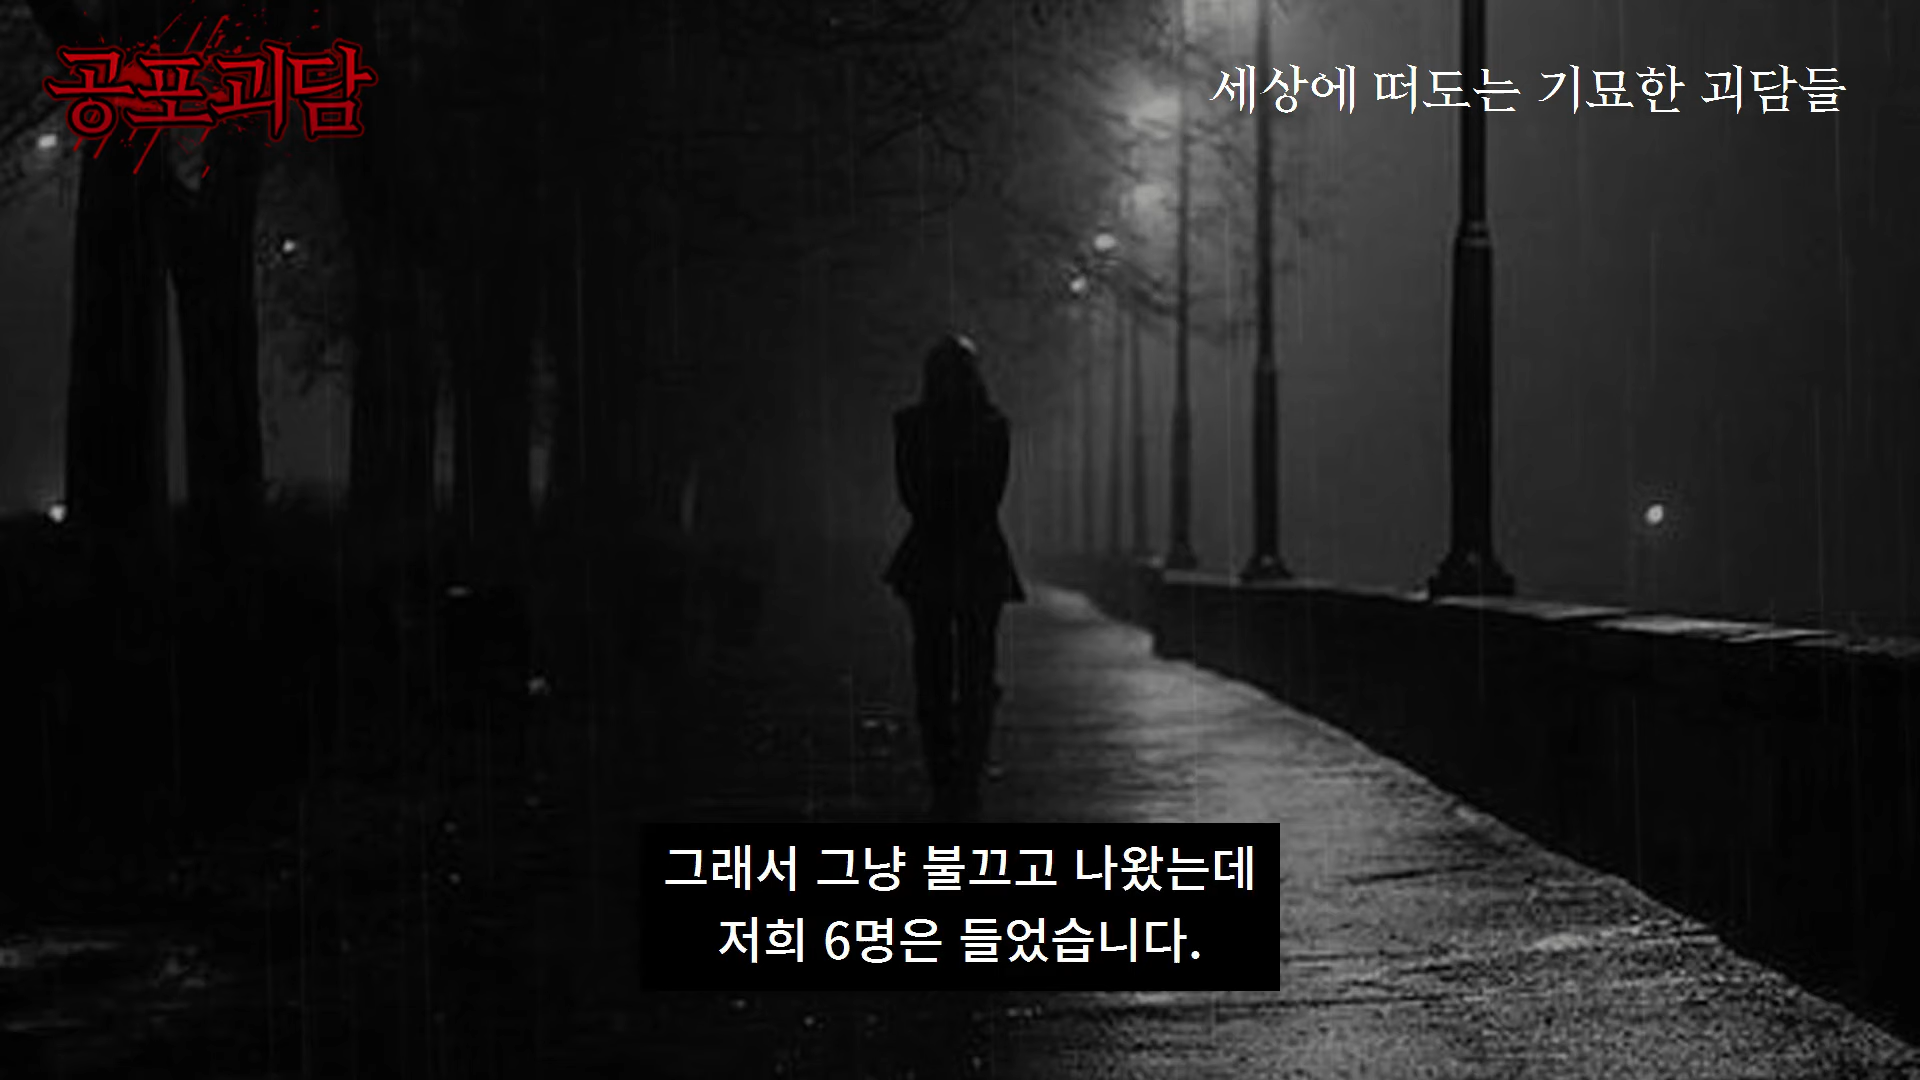 공포괴담
세상에 떠도는 기묘한 괴담들
그래서 그냥 불끄고 나왔는데
저희 6명은 들었습니다.